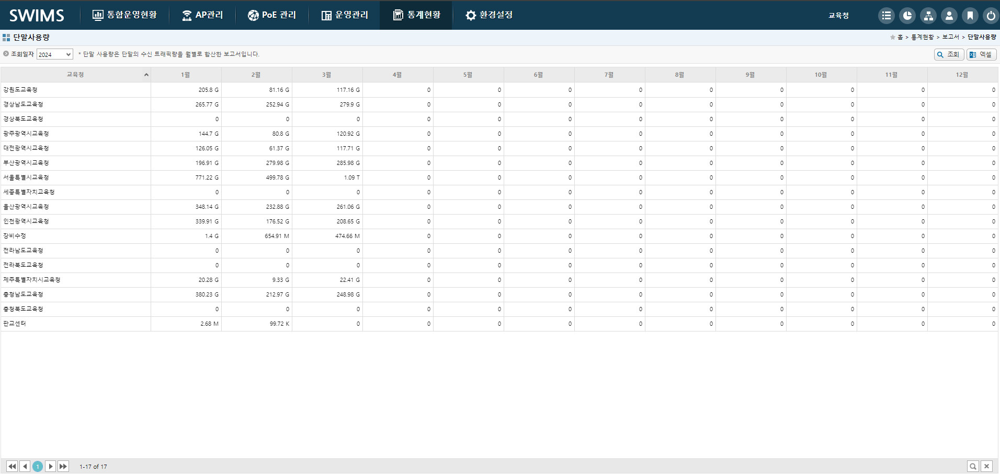 SWIMS 통합운영현황 AP관리 PoE 관리 운영관리 통계현황 환경설정 교육청
단말사용량 홈 > 통계현황 > 보고서 > 단말사용량
조회일자 2024 * 단말 사용량은 단말의 수신 트래픽량을 월별로 합산한 보고서입니다. 조회 엑셀
교육청 1월 2월 3월 4월 5월 6월 7월 8월 9월 10월 11월 12월
강원도교육청 205.8 G 81.16 G 117.16 G 0 0 0 0 0 0 0 0 0
경상남도교육청 265.77 G 252.94 G 279.9 G 0 0 0 0 0 0 0 0 0
경상북도교육청 0 0 0 0 0 0 0 0 0 0 0 0
광주광역시교육청 144.7 G 80.8 G 120.92 G 0 0 0 0 0 0 0 0 0
대전광역시교육청 126.05 G 61.37 G 117.71 G 0 0 0 0 0 0 0 0 0
부산광역시교육청 196.91 G 279.98 G 285.98 G 0 0 0 0 0 0 0 0 0
서울특별시교육청 771.22 G 499.78 G 1.09 T 0 0 0 0 0 0 0 0 0
세종특별자치교육청 0 0 0 0 0 0 0 0 0 0 0 0
울산광역시교육청 348.14 G 232.88 G 261.06 G 0 0 0 0 0 0 0 0 0
인천광역시교육청 339.91 G 176.52 G 208.65 G 0 0 0 0 0 0 0 0 0
장비수정 1.4 G 654.91 M 474.66 M 0 0 0 0 0 0 0 0 0
전라남도교육청 0 0 0 0 0 0 0 0 0 0 0 0
전라북도교육청 0 0 0 0 0 0 0 0 0 0 0 0
제주특별자치시교육청 20.28 G 9.33 G 22.41 G 0 0 0 0 0 0 0 0 0
충청남도교육청 380.23 G 212.97 G 248.98 G 0 0 0 0 0 0 0 0 0
충청북도교육청 0 0 0 0 0 0 0 0 0 0 0 0
판교센터 2.68 M 99.72 K 0 0 0 0 0 0 0 0 0 0
1 1-17 of 17